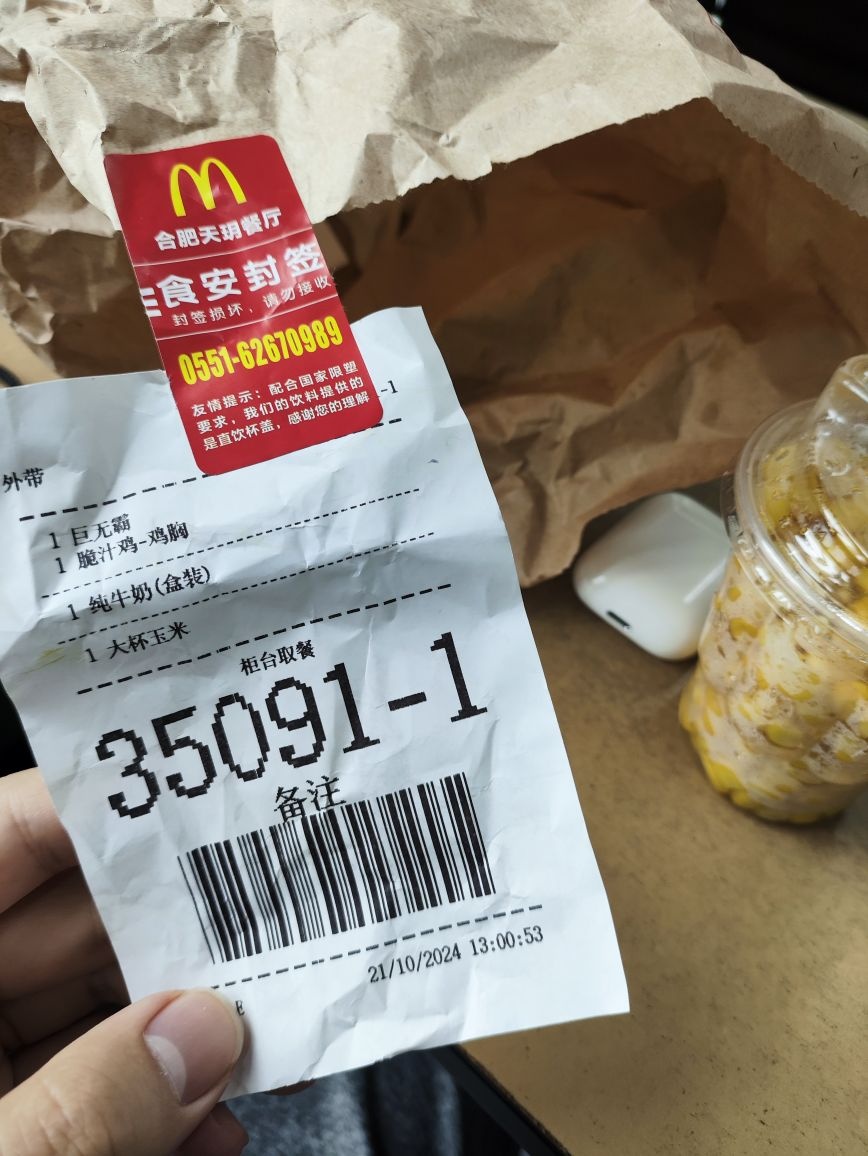 合肥天玥餐厅
食安封签
封签损坏，请勿接收
0551-62670989
友情提示：配合国家限塑
要求，我们的饮料提供的
是直饮杯盖，感谢您的理解
-1
外带
1 巨无霸
1 脆汁鸡-鸡胸
1 纯牛奶(盒装)
1 大杯玉米
柜台取餐
35091-1
备注
21/10/2024 13:00:53
E